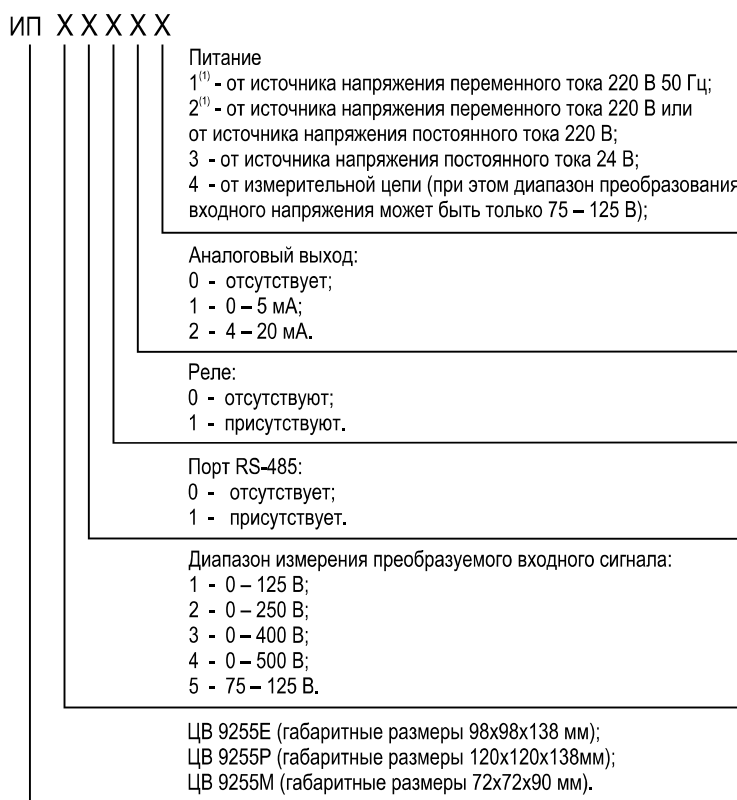 ИП X X X X X
Питание
1⁽¹⁾ - от источника напряжения переменного тока 220 В 50 Гц;
2⁽¹⁾ - от источника напряжения переменного тока 220 В или
от источника напряжения постоянного тока 220 В;
3 - от источника напряжения постоянного тока 24 В;
4 - от измерительной цепи (при этом диапазон преобразования
входного напряжения может быть только 75 – 125 В);
Аналоговый выход:
0 - отсутствует;
1 - 0 – 5 мА;
2 - 4 – 20 мА.
Реле:
0 - отсутствуют;
1 - присутствуют.
Порт RS-485:
0 - отсутствует;
1 - присутствует.
Диапазон измерения преобразуемого входного сигнала:
1 - 0 – 125 В;
2 - 0 – 250 В;
3 - 0 – 400 В;
4 - 0 – 500 В;
5 - 75 – 125 В.
ЦВ 9255Е (габаритные размеры 98х98х138 мм);
ЦВ 9255Р (габаритные размеры 120х120х138мм);
ЦВ 9255М (габаритные размеры 72х72х90 мм).